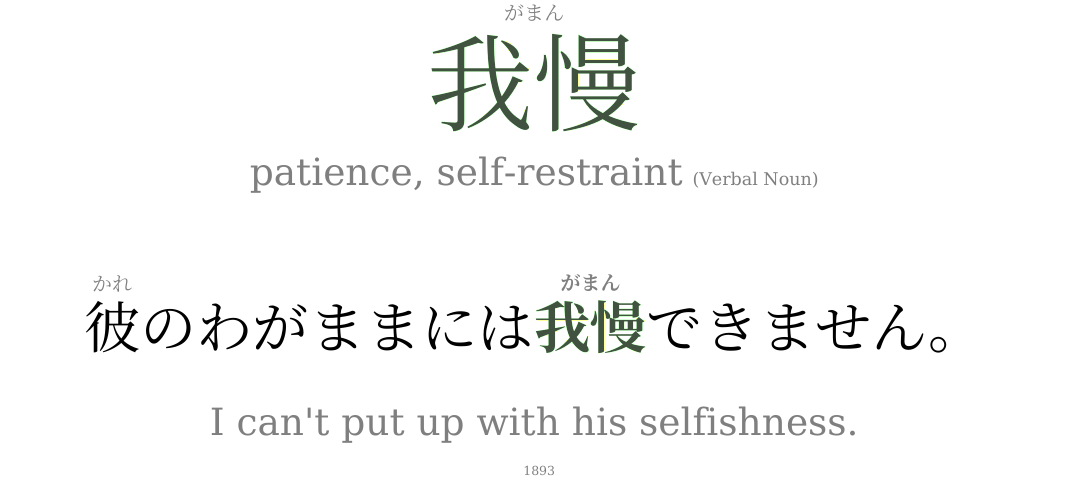 がまん
我慢
patience, self-restraint (Verbal Noun)
かれ がまん
彼のわがままには我慢できません。
I can't put up with his selfishness.
1893